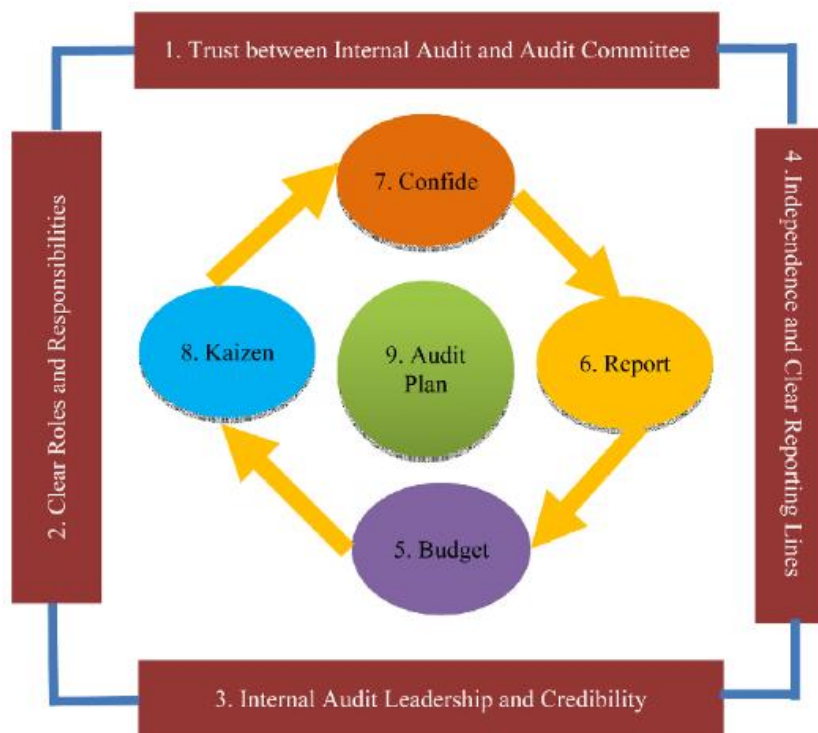 1. Trust between Internal Audit and Audit Committee
2. Clear Roles and Responsibilities
7. Confide
4 .Independence and Clear Reporting
Lines
8. Kaizen
9. Audit
Plan
6. Report
5. Budget
3. Internal Audit Leadership and Credibility